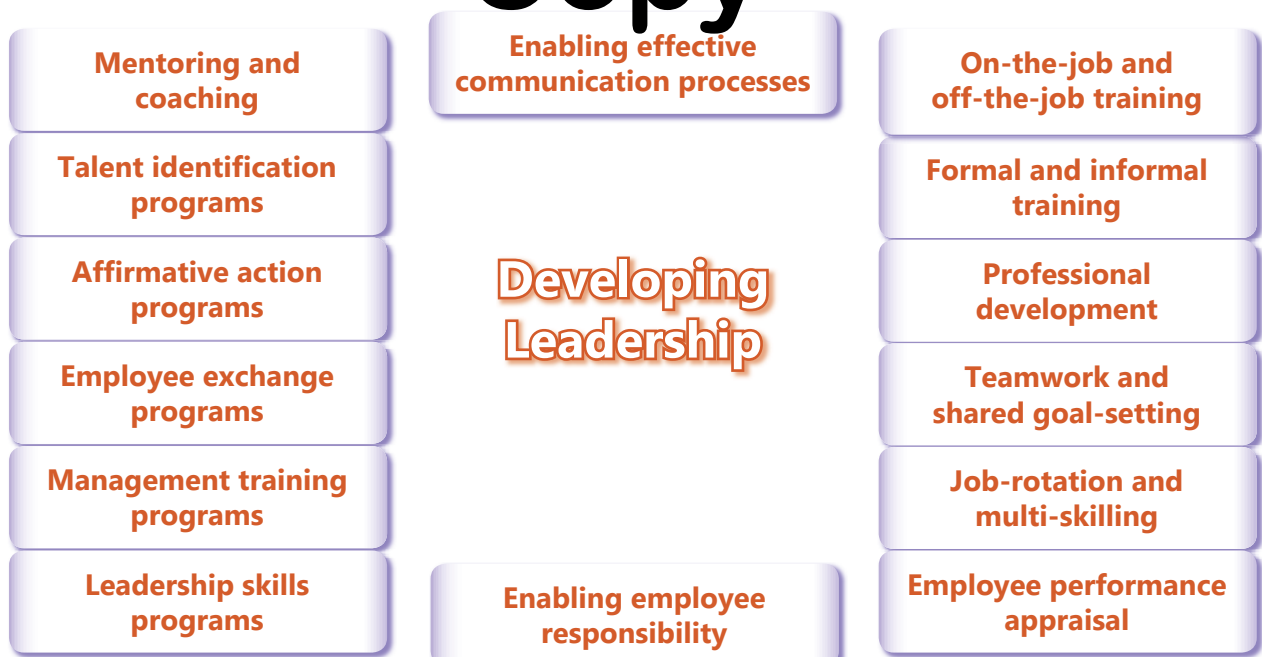 Copy
Mentoring and
coaching
Talent identification
programs
Affirmative action
programs
Employee exchange
programs
Management training
programs
Leadership skills
programs
Enabling effective
communication processes
Developing
Leadership
Enabling employee
responsibility
On-the-job and
off-the-job training
Formal and informal
training
Professional
development
Teamwork and
shared goal-setting
Job-rotation and
multi-skilling
Employee performance
appraisal